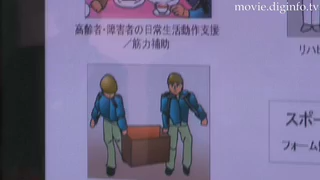 movie.diginfo.tv
高齢者・障害者の日常生活動作支援
/筋力補助
リハビ
スポー
フォーム